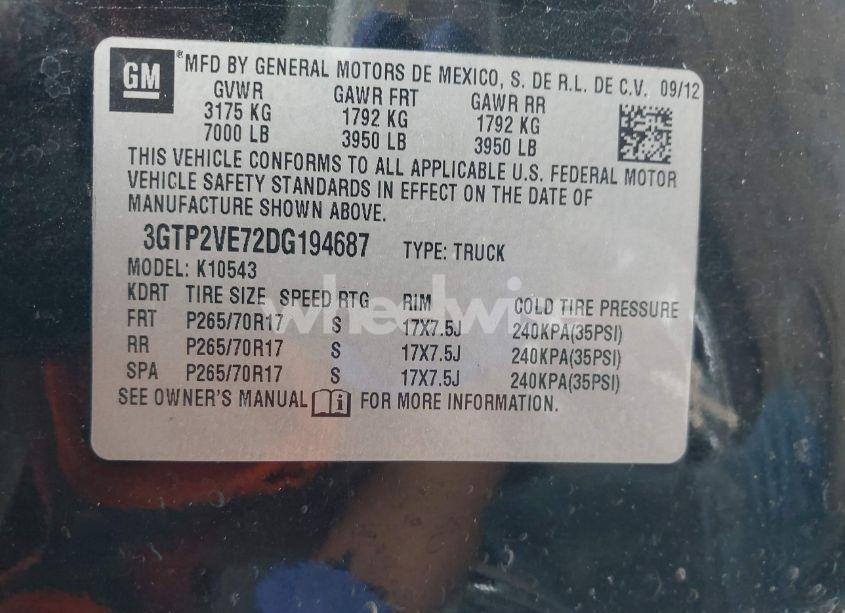 GM
® MFD BY GENERAL MOTORS DE MEXICO, S. DE R.L. DE C.V. 09/12
GVWR GAWR FRT GAWR RR
3175 KG 1792 KG 1792 KG
7000 LB 3950 LB 3950 LB
THIS VEHICLE CONFORMS TO ALL APPLICABLE U.S. FEDERAL MOTOR
VEHICLE SAFETY STANDARDS IN EFFECT ON THE DATE OF
MANUFACTURE SHOWN ABOVE.
3GTP2VE72DG194687 TYPE: TRUCK
MODEL: K10543
KDRT TIRE SIZE SPEED RTG RIM COLD TIRE PRESSURE
FRT P265/70R17 S 17X7.5J 240KPA(35PSI)
RR P265/70R17 S 17X7.5J 240KPA(35PSI)
SPA P265/70R17 S 17X7.5J 240KPA(35PSI)
SEE OWNER'S MANUAL i FOR MORE INFORMATION.